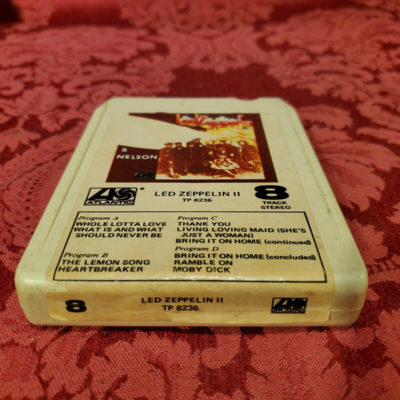 LED ZEPPELIN
B
NELSON
ATLANTIC
LED ZEPPELIN II
TP 8236
8
TRACK
STEREO
Program A
WHOLE LOTTA LOVE
WHAT IS AND WHAT
SHOULD NEVER BE
Program B
THE LEMON SONG
HEARTBREAKER
Program C
THANK YOU
LIVING LOVING MAID (SHE'S
JUST A WOMAN)
BRING IT ON HOME (continued)
Program D
BRING IT ON HOME (concluded)
RAMBLE ON
MOBY DICK
8
LED ZEPPELIN II
TP 8236
ATLANTIC